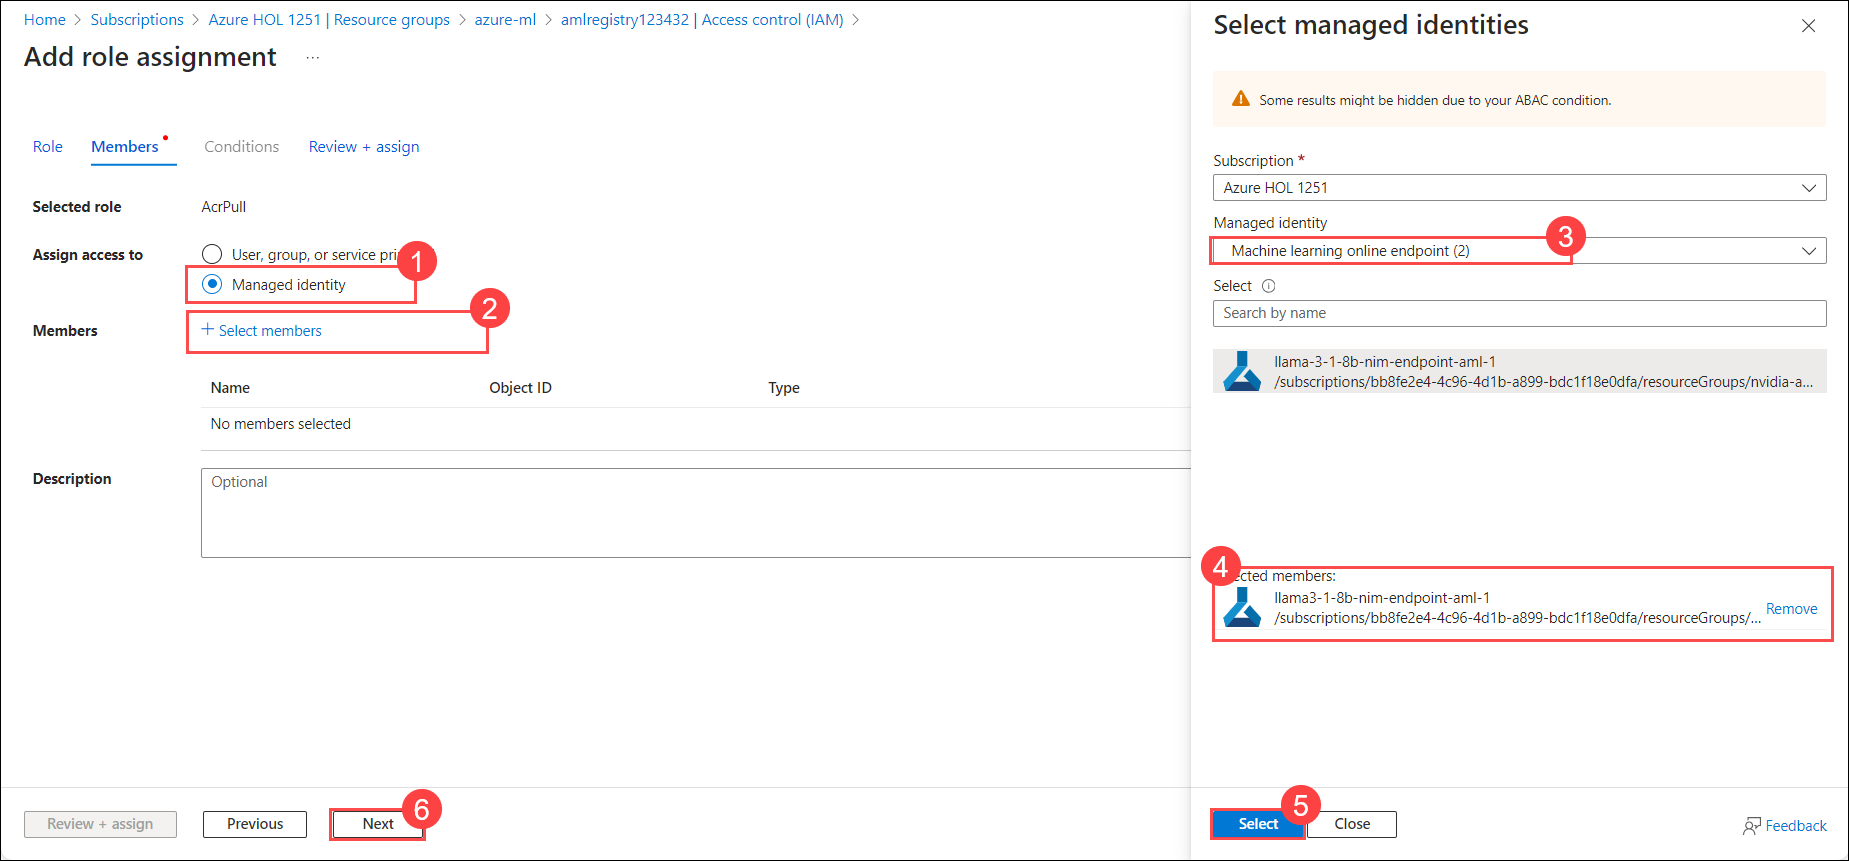 Home > Subscriptions > Azure HOL 1251 | Resource groups > azure-ml > amlregistry123432 | Access control (IAM) >
Add role assignment ...
Role Members Conditions Review + assign
Selected role AcrPull
Assign access to User, group, or service pri
1
Managed identity
2
Members + Select members
Name Object ID Type
No members selected
Description Optional
Review + assign Previous Next 6
Select managed identities
Some results might be hidden due to your ABAC condition.
Subscription *
Azure HOL 1251
Managed identity
3
Machine learning online endpoint (2)
Select
Search by name
llama-3-1-8b-nim-endpoint-aml-1
/subscriptions/bb8fe2e4-4c96-4d1b-a899-bdc1f18e0dfa/resourceGroups/nvidia-a...
4
ected members:
llama3-1-8b-nim-endpoint-aml-1
/subscriptions/bb8fe2e4-4c96-4d1b-a899-bdc1f18e0dfa/resourceGroups/...
Remove
5
Select Close Feedback